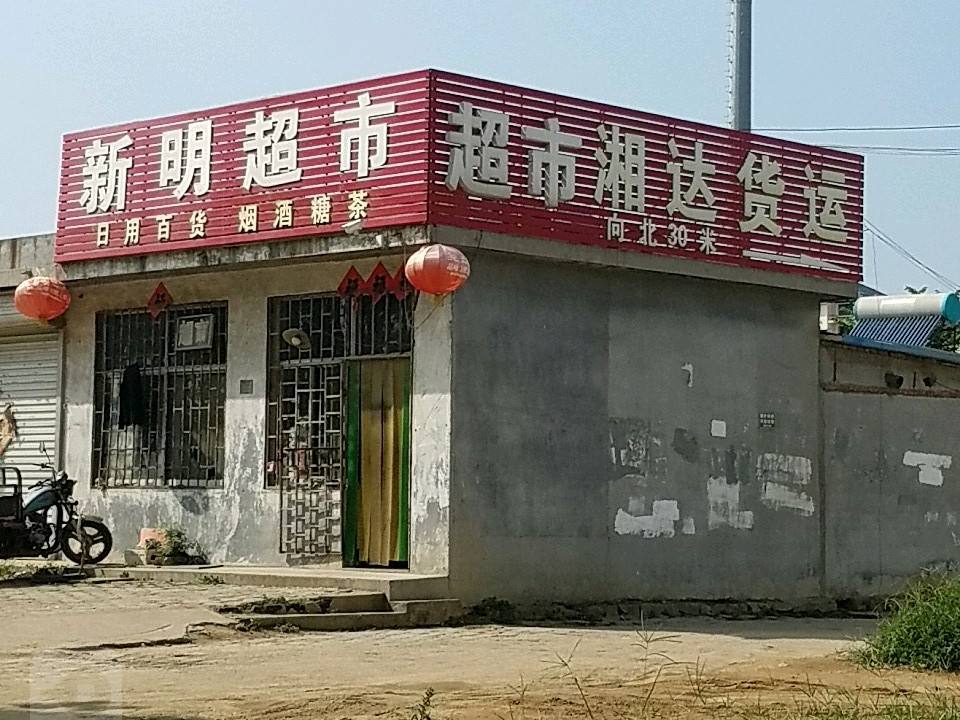 新明超市
日用百货 烟酒糖茶
超市湘达货运
向北30米